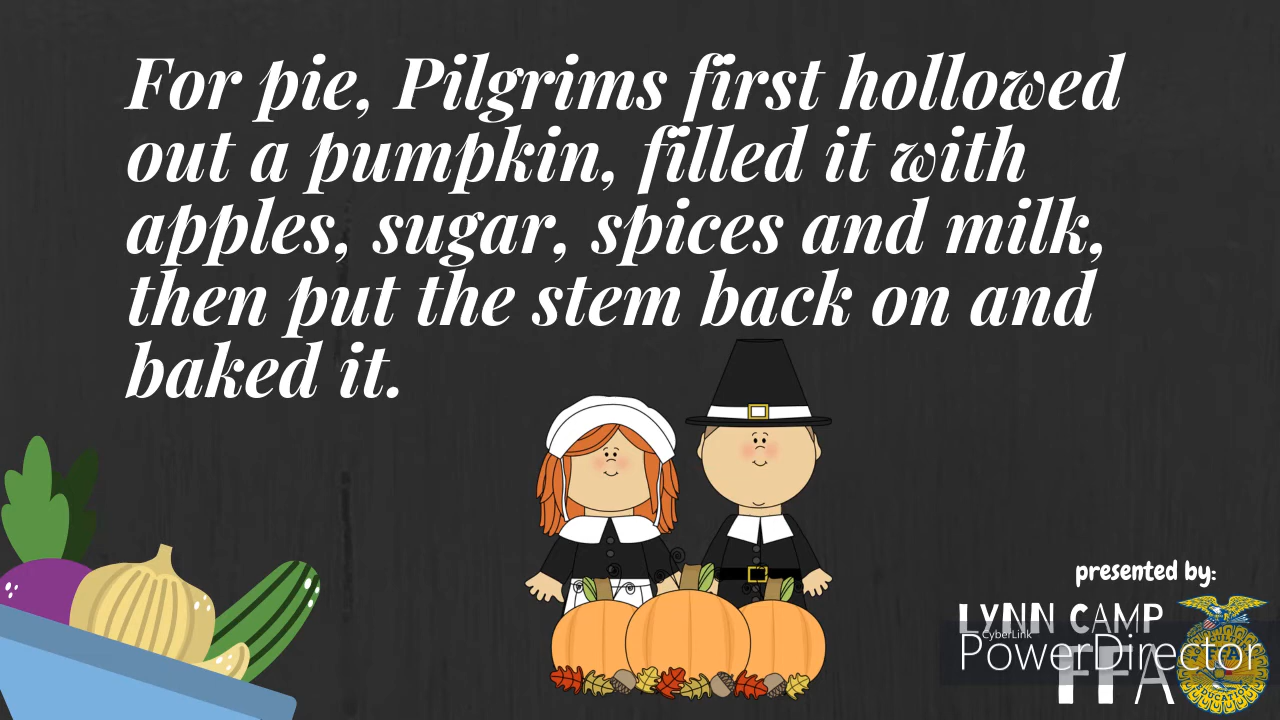 For pie, Pilgrims first hollowed
out a pumpkin, filled it with
apples, sugar, spices and milk,
then put the stem back on and
baked it.
presented by:
LYNN CAMP
CyberLink
PowerDirector
FFA
EDUCATION